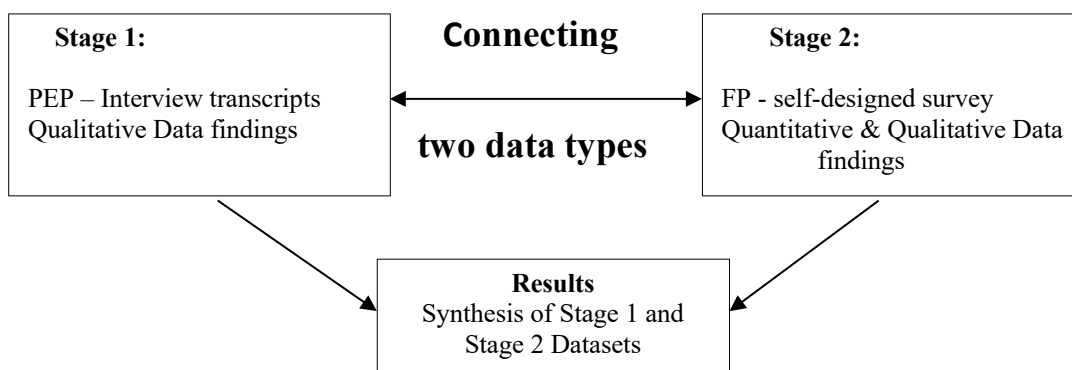 Stage 1:
PEP – Interview transcripts
Qualitative Data findings
Connecting
two data types
Stage 2:
FP - self-designed survey
Quantitative & Qualitative Data
findings
Results
Synthesis of Stage 1 and
Stage 2 Datasets